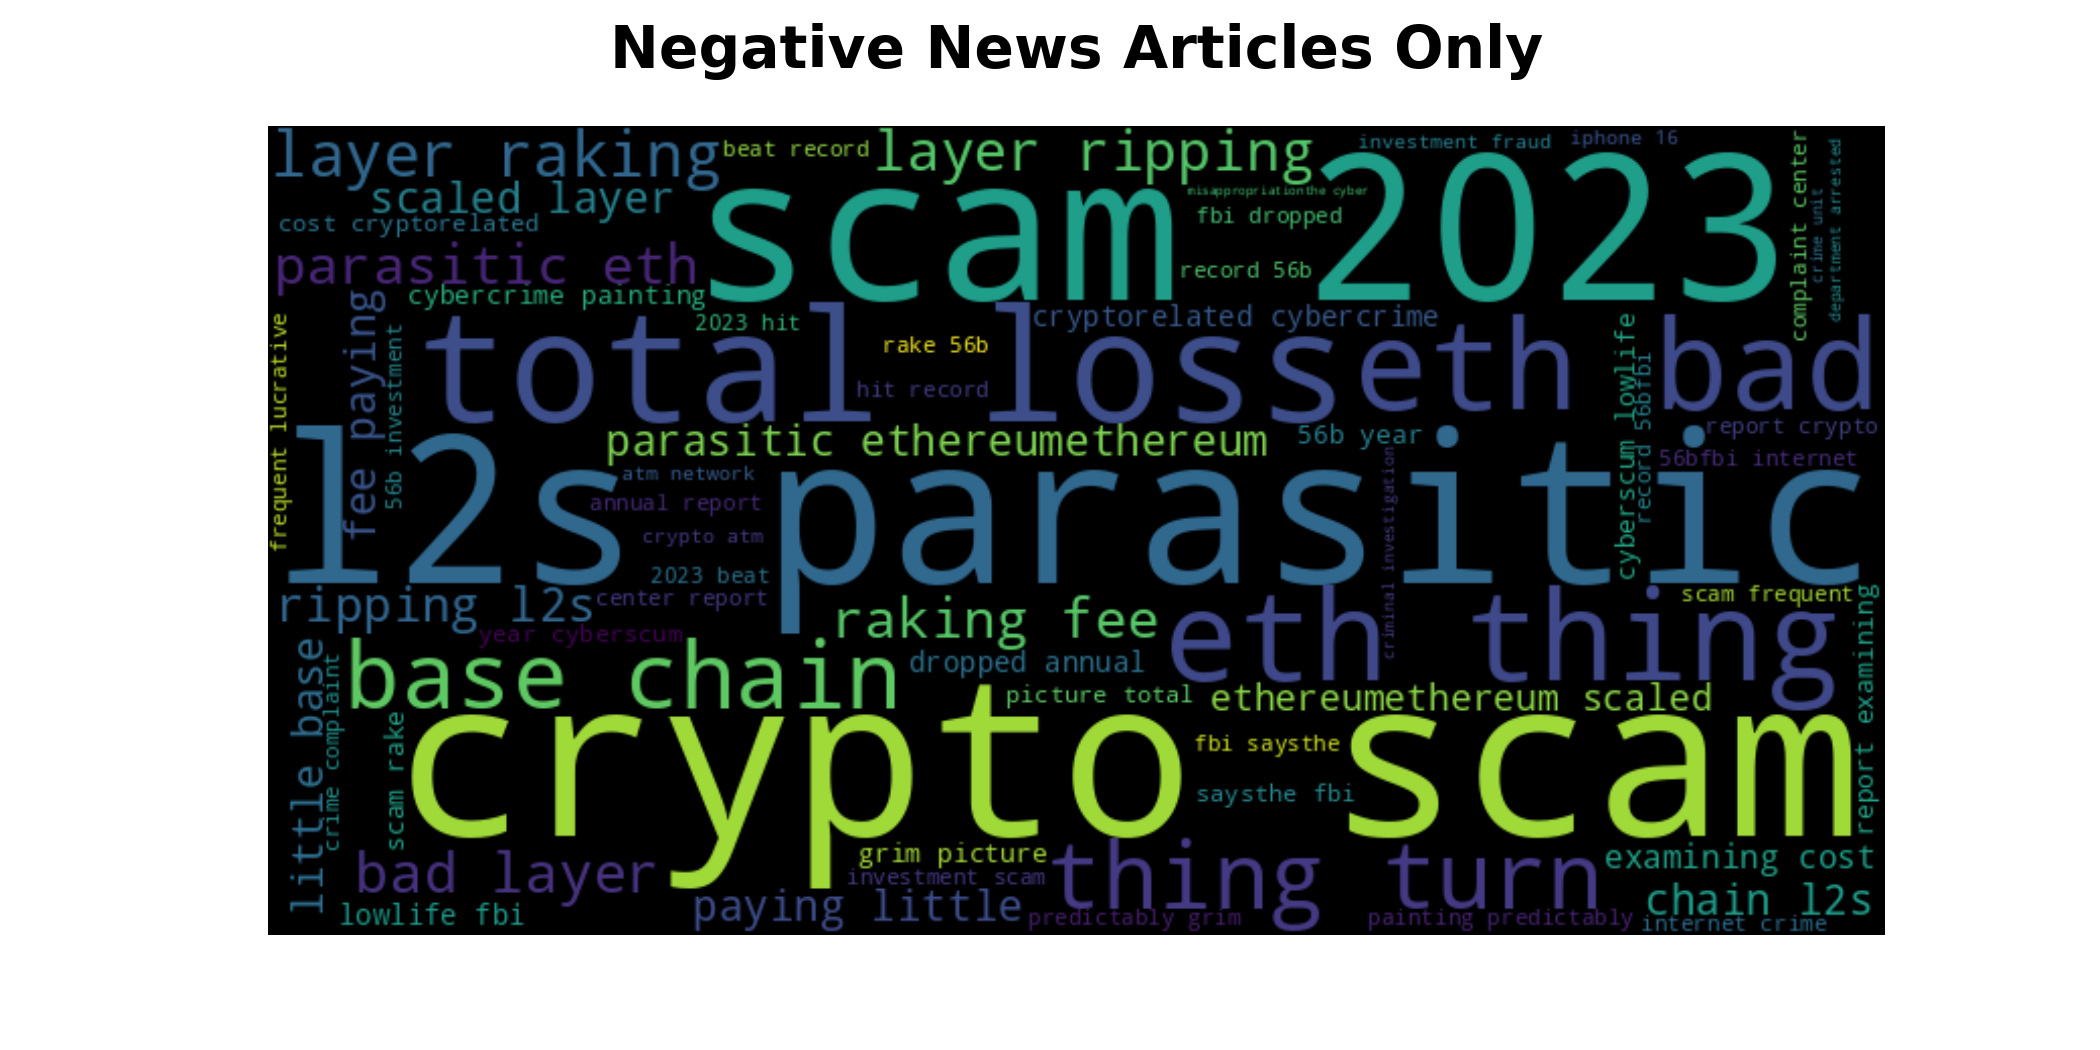 Negative News Articles Only
layer raking
beat record
layer ripping
investment fraud
iphone 16
complaint center
department arrested
crime unit
scaled layer
scam 2023
misappropriationthe cyber
fbi dropped
cost cryptorelated
parasitic eth
record 56b
cybercrime painting
2023 hit
cryptorelated cybercrime
fee paying
frequent lucrative
56b investment
total loss
rake 56b
hit record
eth bad
cyberscum lowlife
record 56bfbi
parasitic ethereumethereum
56b year
report crypto
56bfbi internet
l2s parasitic
atm network
annual report
crypto atm
criminal investigation
2023 beat
ripping l2s
center report
raking fee
eth thing
scam frequent
report examining
year cyberscum
little base
crime complaint
base chain
dropped annual
picture total
ethereumethereum scaled
scam rake
crypto scam
fbi saysthe
saysthe fbi
bad layer
grim picture
investment scam
thing turn
examining cost
chain l2s
lowlife fbi
paying little
predictably grim
painting predictably
internet crime